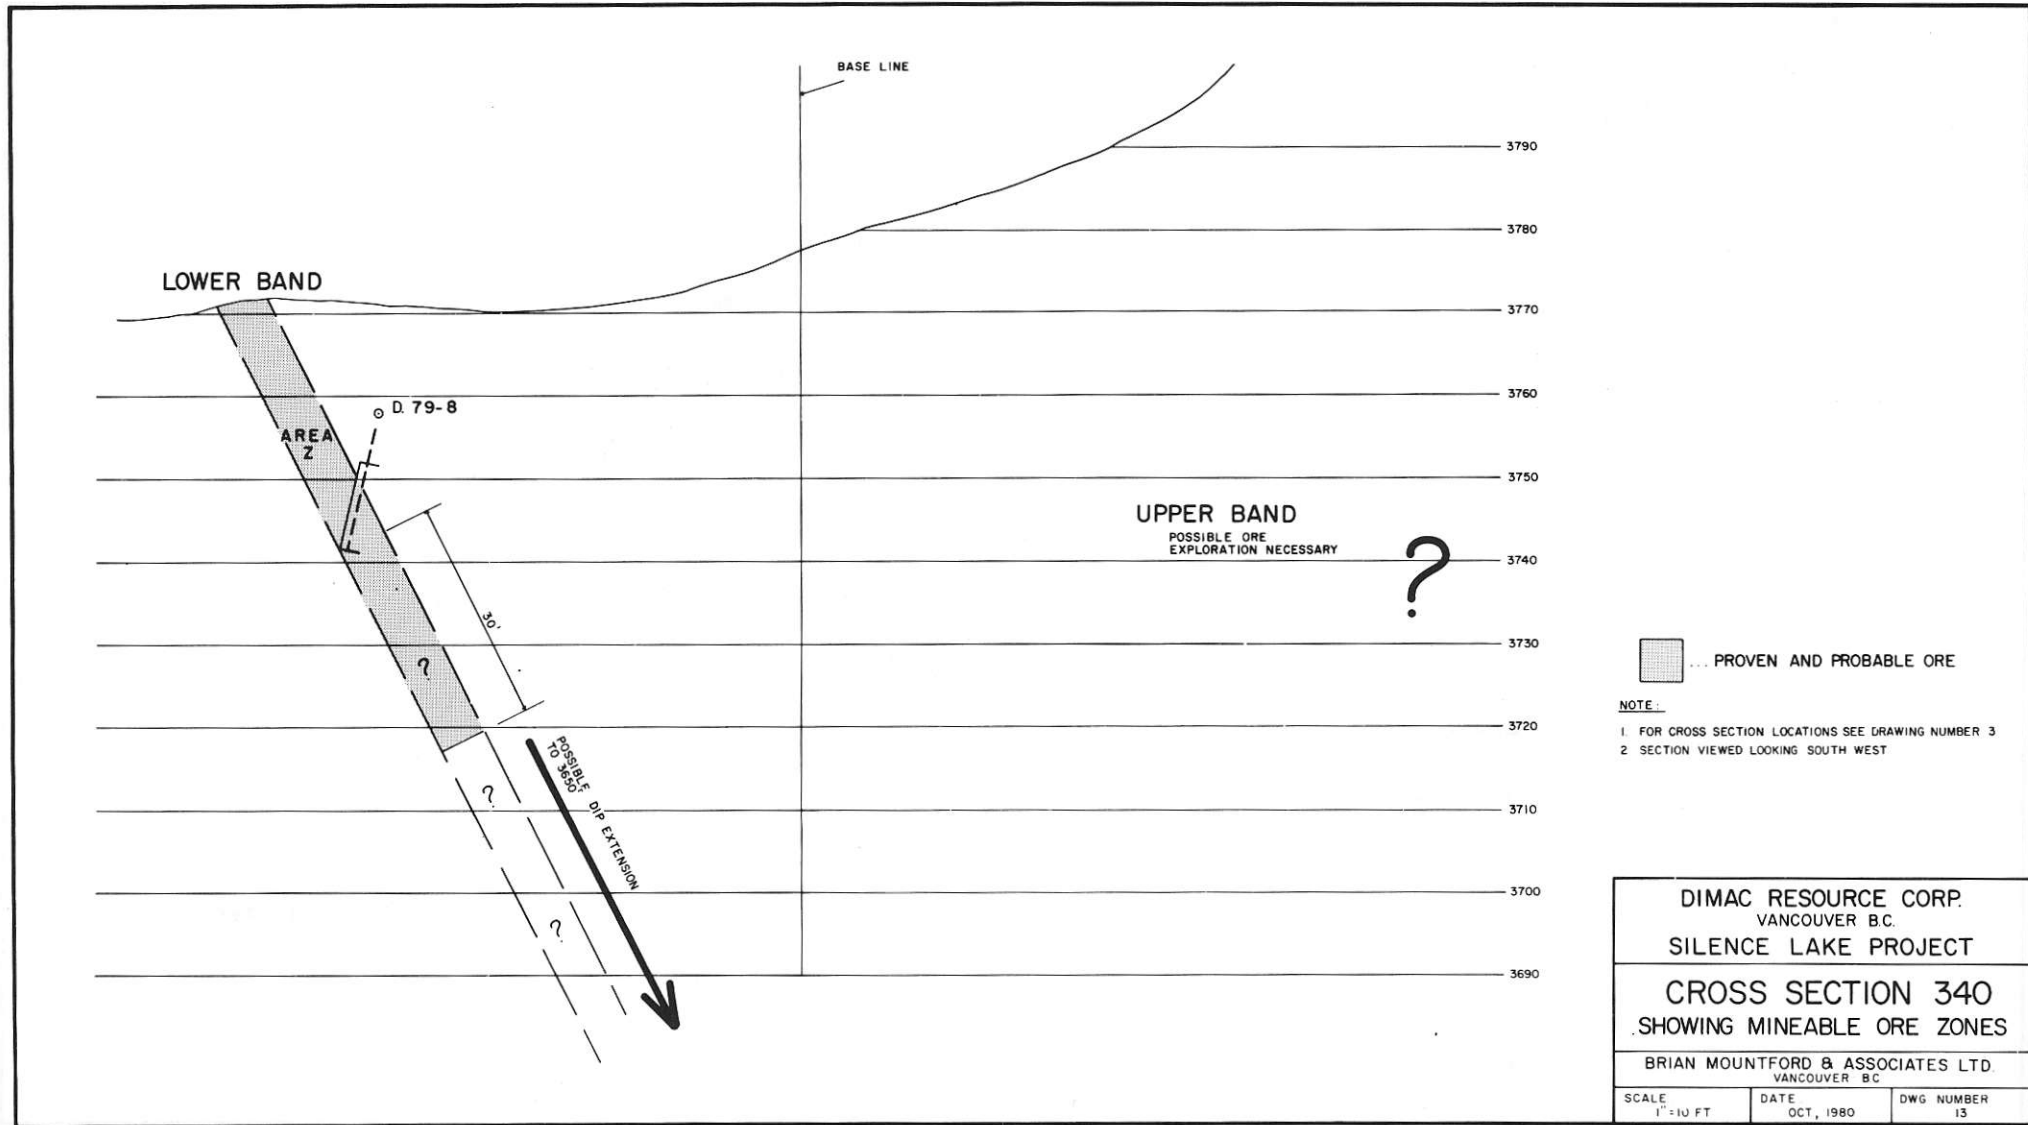 BASE LINE
3790
3780
LOWER BAND
3770
3760
D. 79-8
AREA
Z
3750
UPPER BAND
POSSIBLE ORE
EXPLORATION NECESSARY
?
3740
30'
3730
?
... PROVEN AND PROBABLE ORE
NOTE:
1. FOR CROSS SECTION LOCATIONS SEE DRAWING NUMBER 3
2 SECTION VIEWED LOOKING SOUTH WEST
3720
POSSIBLE DIP EXTENSION
TO 3650'
?
3710
3700
?
3690
DIMAC RESOURCE CORP.
VANCOUVER B.C.
SILENCE LAKE PROJECT
CROSS SECTION 340
SHOWING MINEABLE ORE ZONES
BRIAN MOUNTFORD & ASSOCIATES LTD.
VANCOUVER BC
SCALE
1"=10 FT
DATE
OCT, 1980
DWG NUMBER
13